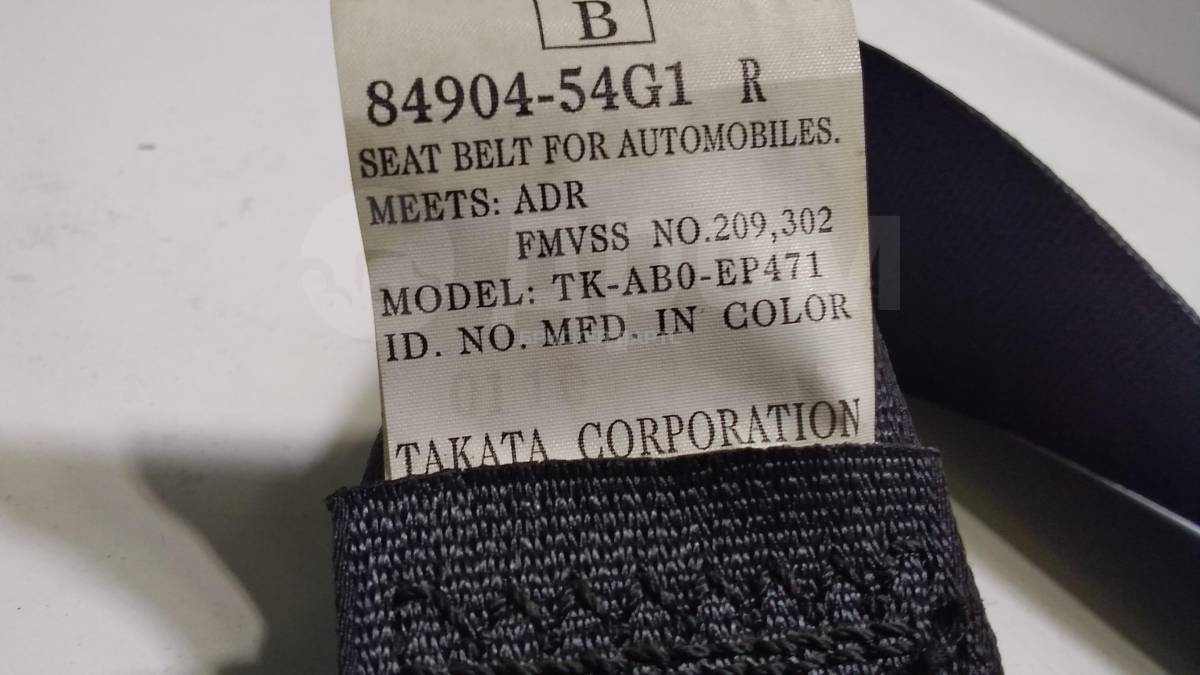 B
84904-54G1 R
SEAT BELT FOR AUTOMOBILES.
MEETS: ADR
FMVSS NO.209,302
MODEL: TK-AB0-EP471
ID. NO. MFD. IN COLOR
TAKATA CORPORATION